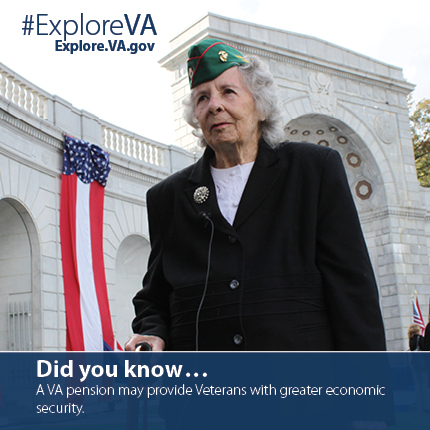 #ExploreVA
Explore.VA.gov
Did you know...
A VA pension may provide Veterans with greater economic
security.